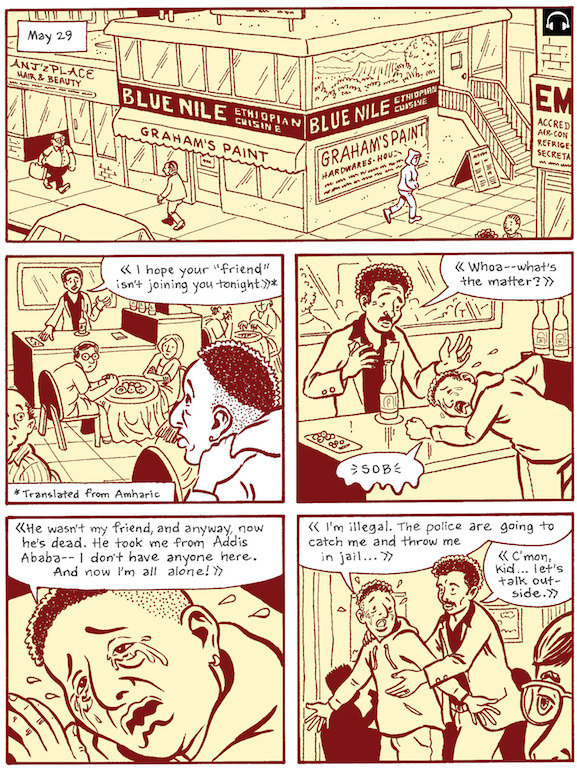 May 29
ANJ'z PLACE
HAIR & BEAUTY
BLUE NILE ETHIOPIAN CUISINE
GRAHAM'S PAINT
BLUE NILE ETHIOPIAN CUISINE
GRAHAM'S PAINT
HARDWARES-HOUS
EM
ACCRED
AIR-CON
REFRIGE
SECRETA
« I hope your "friend"
isn't joining you tonight.»*
* Translated from Amharic
« Whoa--what's
the matter? »
SOB
«He wasn't my friend, and anyway, now
he's dead. He took me from Addis
Ababa-- I don't have anyone here.
And now I'm all alone! »
« I'm illegal. The police are going to
catch me and throw me
in jail... »
« C'mon,
kid... let's
talk out-
side.»